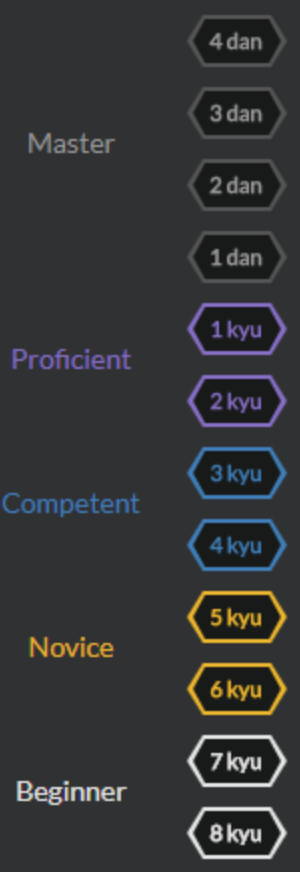 4 dan
3 dan
Master
2 dan
1 dan
1 kyu
Proficient
2 kyu
3 kyu
Competent
4 kyu
5 kyu
Novice
6 kyu
7 kyu
Beginner
8 kyu